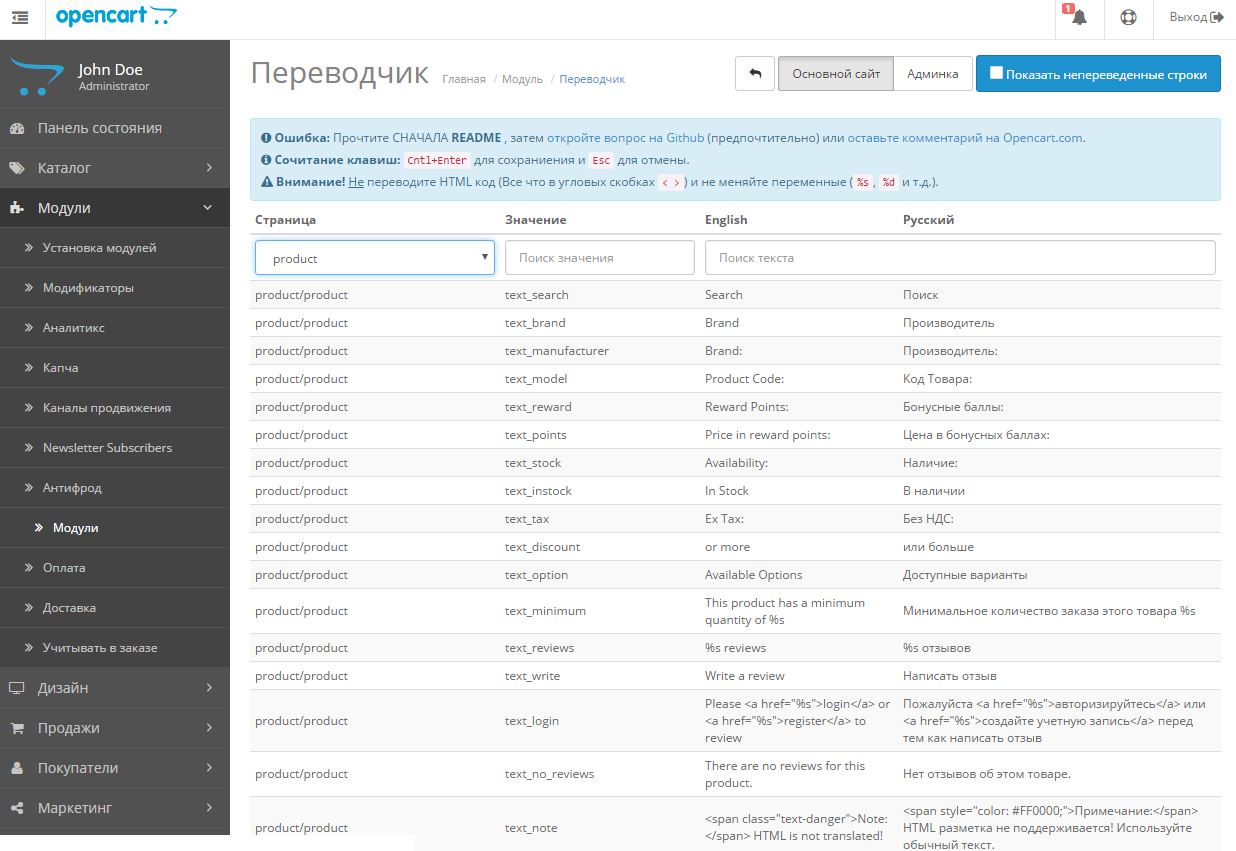 opencart
1
Выход
John Doe
Administrator
Панель состояния
Каталог
Модули
Установка модулей
Модификаторы
Аналитикс
Капча
Каналы продвижения
Newsletter Subscribers
Антифрод
Модули
Оплата
Доставка
Учитывать в заказе
Дизайн
Продажи
Покупатели
Маркетинг
Переводчик Главная / Модуль / Переводчик
Основной сайт Админка Показать непереведенные строки
Ошибка: Прочтите СНАЧАЛА README , затем откройте вопрос на Github (предпочтительно) или оставьте комментарий на Opencart.com.
Сочитание клавиш: Cntl+Enter для сохраниения и Esc для отмены.
Внимание! Не переводите HTML код (Все что в угловых скобках < > ) и не меняйте переменные ( %s , %d и т.д.).
Страница Значение English Русский
product Поиск значения Поиск текста
product/product text_search Search Поиск
product/product text_brand Brand Производитель
product/product text_manufacturer Brand: Производитель:
product/product text_model Product Code: Код Товара:
product/product text_reward Reward Points: Бонусные баллы:
product/product text_points Price in reward points: Цена в бонусных баллах:
product/product text_stock Availability: Наличие:
product/product text_instock In Stock В наличии
product/product text_tax Ex Tax: Без НДС:
product/product text_discount or more или больше
product/product text_option Available Options Доступные варианты
product/product text_minimum This product has a minimum
quantity of %s Минимальное количество заказа этого товара %s
product/product text_reviews %s reviews %s отзывов
product/product text_write Write a review Написать отзыв
product/product text_login Please <a href="%s">login</a> or
<a href="%s">register</a> to
review
Пожалуйста <a href="%s">авторизируйтесь</a> или
<a href="%s">создайте учетную запись</a> перед
тем как написать отзыв
product/product text_no_reviews There are no reviews for this
product. Нет отзывов об этом товаре.
product/product text_note <span class="text-danger">Note:
</span> HTML is not translated!
<span style="color: #FF0000;">Примечание:</span>
HTML разметка не поддерживается! Используйте
обычный текст.